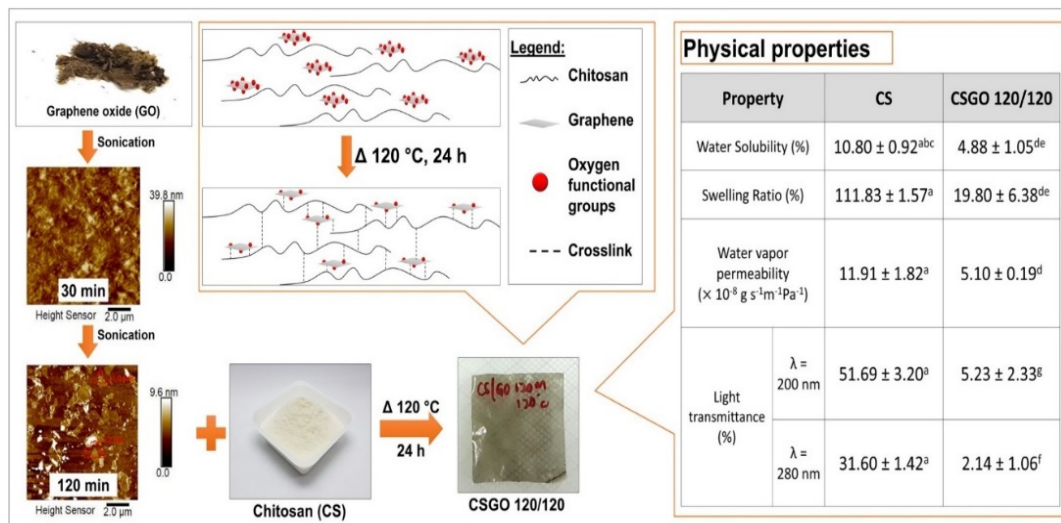 Graphene oxide (GO)
Sonication
39.8 nm
0.0
30 min
Height Sensor
2.0 µm
Sonication
9.6 nm
0.0
120 min
Height Sensor
2.0 µm
Chitosan (CS)
Δ 120 °C
24 h
CS/GO 120m
120°C
CSGO 120/120
Δ 120 °C, 24 h
Legend:
Chitosan
Graphene
Oxygen
functional
groups
Crosslink
Physical properties
Property CS CSGO 120/120
Water Solubility (%) 10.80 ± 0.92ᵃᵇᶜ 4.88 ± 1.05ᵈᵉ
Swelling Ratio (%) 111.83 ± 1.57ᵃ 19.80 ± 6.38ᵈᵉ
Water vapor
permeability
(× 10⁻⁸ g s⁻¹m⁻¹Pa⁻¹)
11.91 ± 1.82ᵃ 5.10 ± 0.19ᵈ
Light
transmittance
(%)
λ =
200 nm
51.69 ± 3.20ᵃ 5.23 ± 2.33ᵍ
λ =
280 nm
31.60 ± 1.42ᵃ 2.14 ± 1.06ᶠ